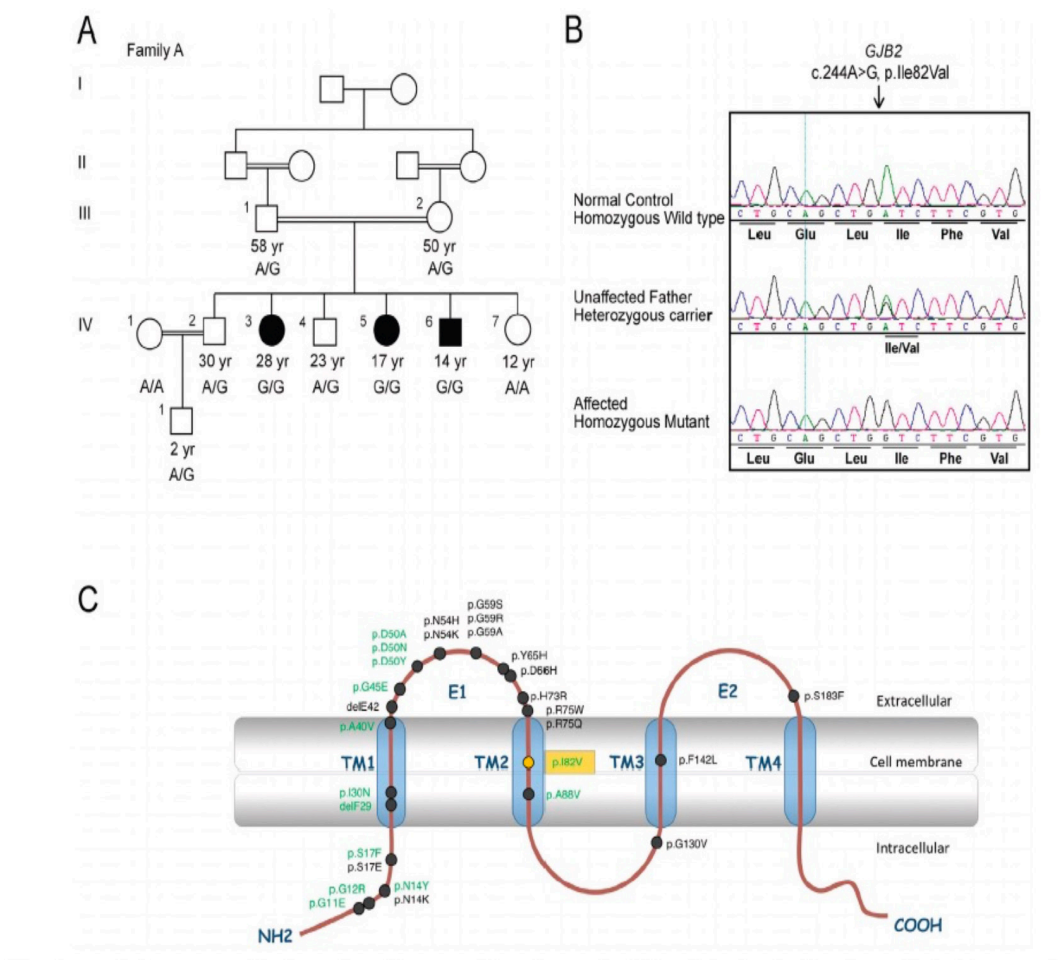 A
Family A
I
II
III
1
2
58 yr
50 yr
A/G
A/G
IV
1
2
3
4
5
6
7
30 yr
28 yr
23 yr
17 yr
14 yr
12 yr
A/A
A/G
G/G
A/G
G/G
G/G
A/A
1
2 yr
A/G
B
GJB2
c.244A>G, p.Ile82Val
Normal Control
Homozygous Wild type
C T G C A G C T G A T C T T C G T G
Leu Glu Leu Ile Phe Val
Unaffected Father
Heterozygous carrier
C T G C A G C T G A T C T T C G T G
Ile/Val
Affected
Homozygous Mutant
C T G C A G C T G G T C T T C G T G
Leu Glu Leu Ile Phe Val
C
p.G59S
p.N54H p.G59R
p.D50A p.N54K p.G59A
p.D50N
p.D50Y
p.Y65H
p.D66H
p.G45E
E1
E2
p.H73R
p.S183F
Extracellular
delE42
p.R75W
p.A40V
p.R75Q
TM1
TM2
p.I82V
TM3
p.F142L
TM4
Cell membrane
p.I30N
delF29
p.A88V
p.G130V
Intracellular
p.S17F
p.S17E
p.G12R
p.N14Y
p.G11E
p.N14K
NH2
COOH